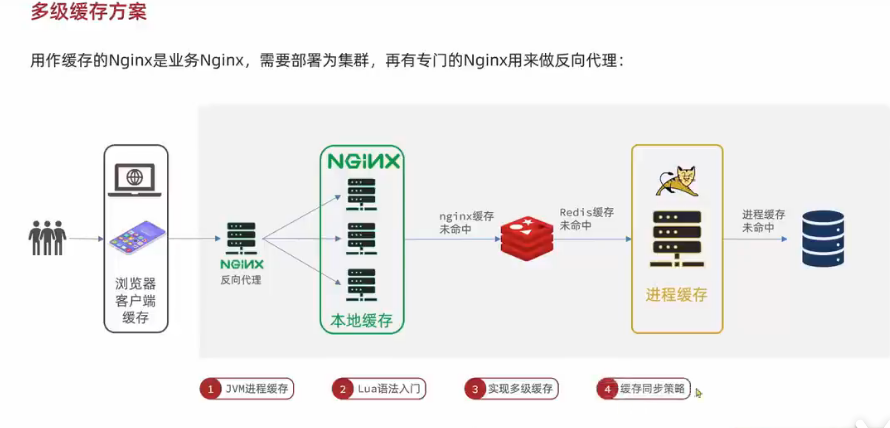 多级缓存方案
用作缓存的Nginx是业务Nginx，需要部署为集群，再有专门的Nginx用来做反向代理：
浏览器
客户端
缓存
NGINX
反向代理
NGINX
本地缓存
nginx缓存
未命中
Redis缓存
未命中
进程缓存
进程缓存
未命中
1 JVM进程缓存
2 Lua语法入门
3 实现多级缓存
4 缓存同步策略